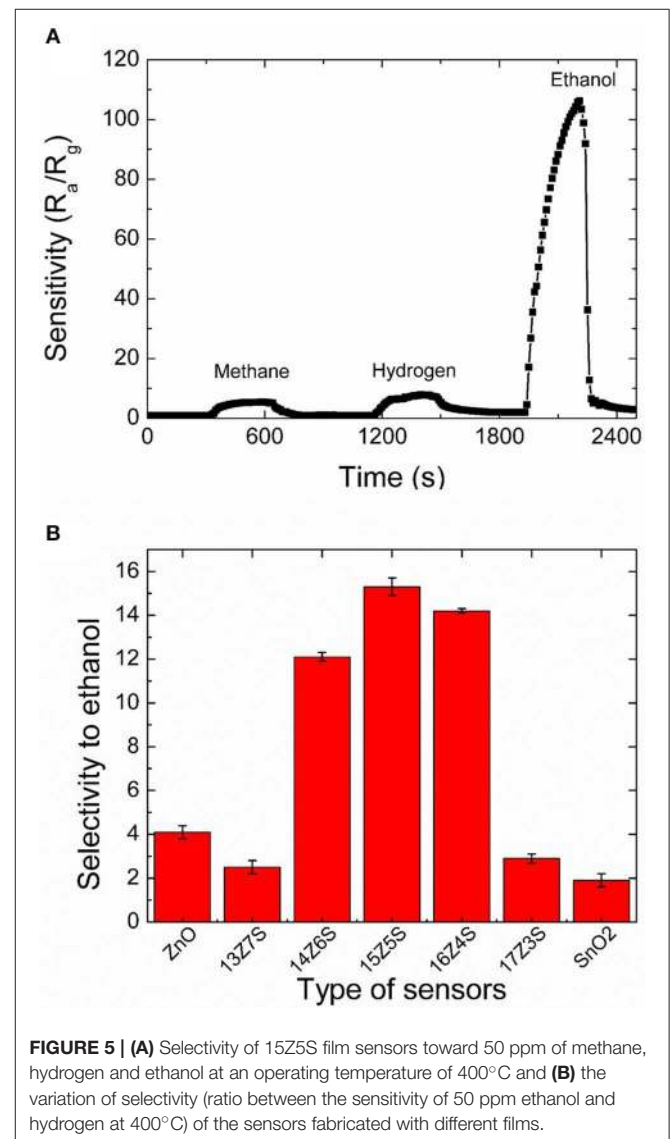 A
120
100
80
60
40
20
0
Sensitivity (Ra/Rg)
Methane
Hydrogen
Ethanol
0 600 1200 1800 2400
Time (s)
B
16
14
12
10
8
6
4
2
0
Selectivity to ethanol
ZnO 13Z7S 14Z6S 15Z5S 16Z4S 17Z3S SnO2
Type of sensors
FIGURE 5 | (A) Selectivity of 15Z5S film sensors toward 50 ppm of methane,
hydrogen and ethanol at an operating temperature of 400°C and (B) the
variation of selectivity (ratio between the sensitivity of 50 ppm ethanol and
hydrogen at 400°C) of the sensors fabricated with different films.